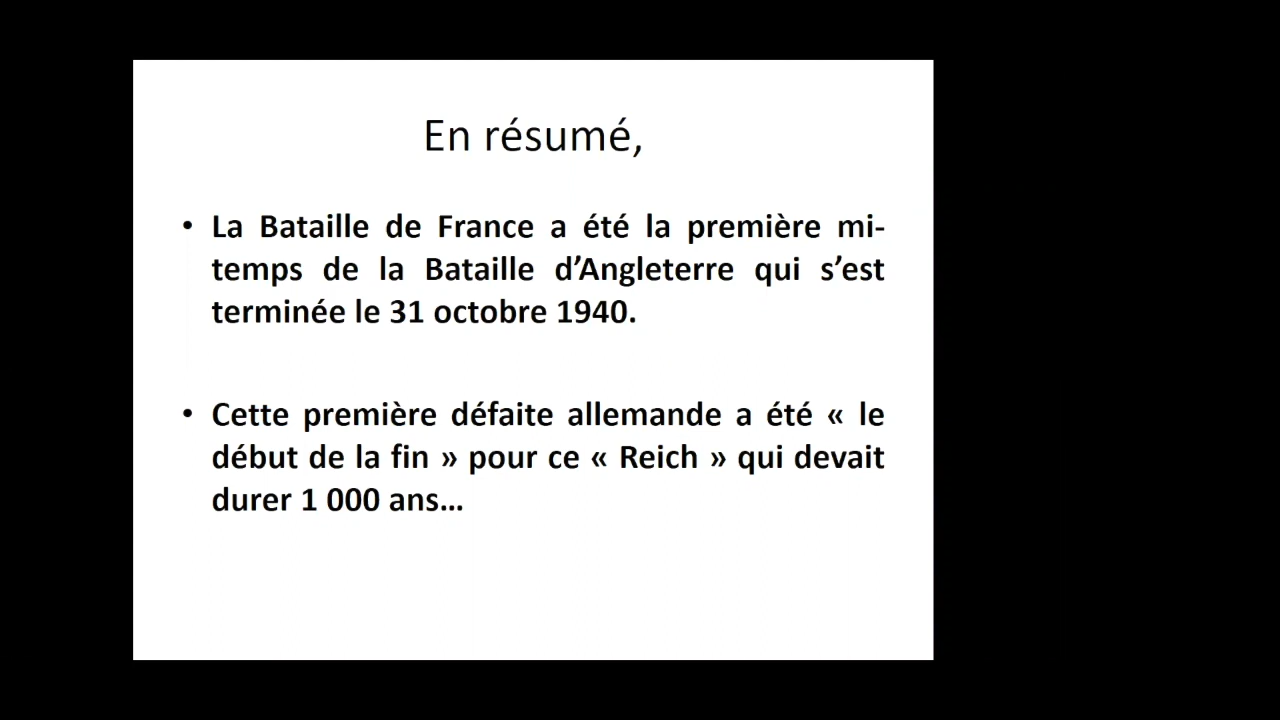 En résumé,
• La Bataille de France a été la première mi-
temps de la Bataille d’Angleterre qui s’est
terminée le 31 octobre 1940.
• Cette première défaite allemande a été « le
début de la fin » pour ce « Reich » qui devait
durer 1 000 ans…